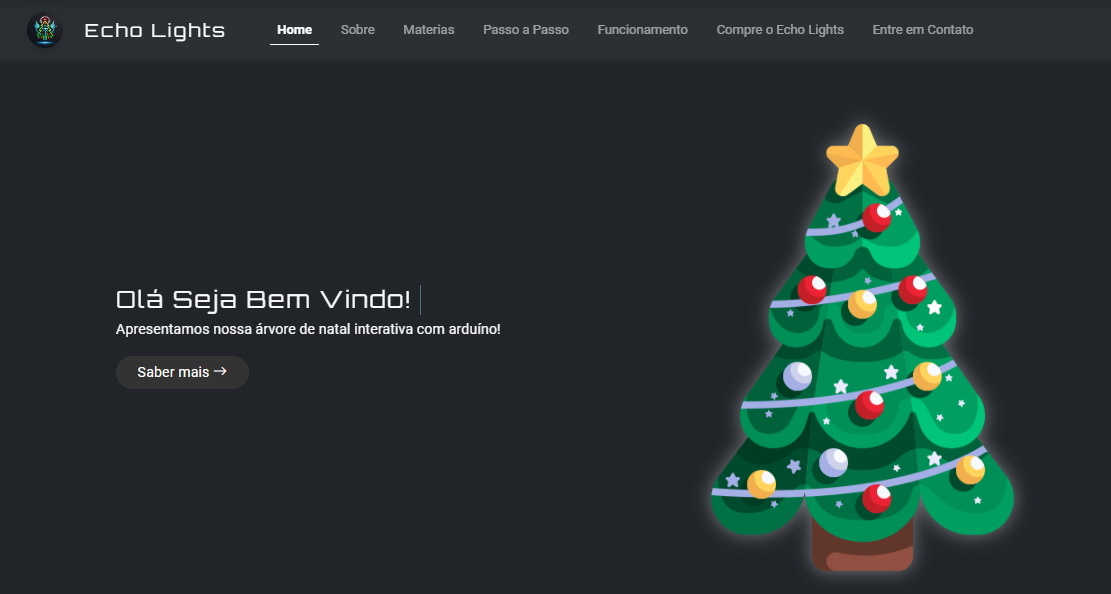 Echo Lights Home Sobre Materias Passo a Passo Funcionamento Compre o Echo Lights Entre em Contato
Olá Seja Bem Vindo!
Apresentamos nossa árvore de natal interativa com arduíno!
Saber mais →